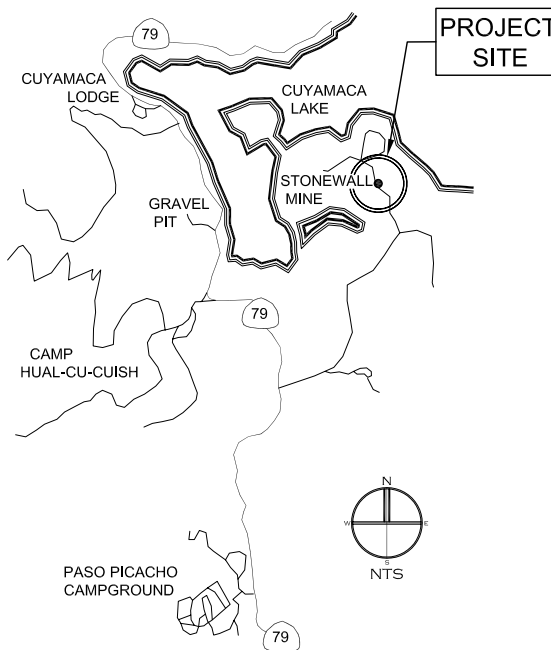 79
PROJECT
SITE
CUYAMACA
LODGE
CUYAMACA
LAKE
STONEWALL
MINE
GRAVEL
PIT
79
CAMP
HUAL-CU-CUISH
N
W
E
S
NTS
PASO PICACHO
CAMPGROUND
79